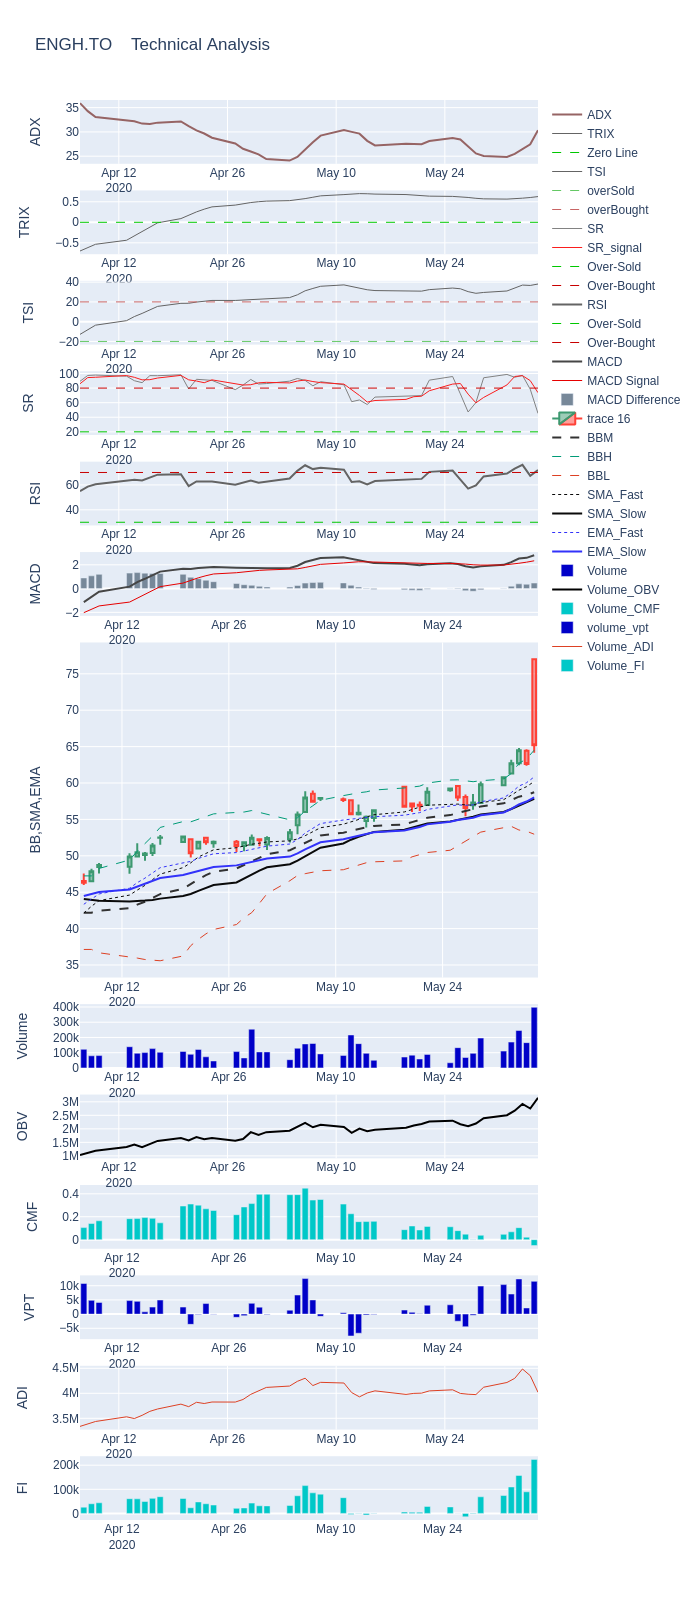 ENGH.TO    Technical Analysis
ADX
35
30
25
Apr 12
2020
Apr 26
May 10
May 24
TRIX
0.5
0
−0.5
Apr 12
2020
Apr 26
May 10
May 24
TSI
40
20
0
−20
Apr 12
2020
Apr 26
May 10
May 24
SR
100
80
60
40
20
Apr 12
2020
Apr 26
May 10
May 24
RSI
60
40
Apr 12
2020
Apr 26
May 10
May 24
MACD
2
0
−2
Apr 12
2020
Apr 26
May 10
May 24
BB,SMA,EMA
75
70
65
60
55
50
45
40
35
Apr 12
2020
Apr 26
May 10
May 24
Volume
400k
300k
200k
100k
0
Apr 12
2020
Apr 26
May 10
May 24
OBV
3M
2.5M
2M
1.5M
1M
Apr 12
2020
Apr 26
May 10
May 24
CMF
0.4
0.2
0
Apr 12
2020
Apr 26
May 10
May 24
VPT
10k
5k
0
−5k
Apr 12
2020
Apr 26
May 10
May 24
ADI
4.5M
4M
3.5M
Apr 12
2020
Apr 26
May 10
May 24
FI
200k
100k
0
Apr 12
2020
Apr 26
May 10
May 24
ADX
TRIX
Zero Line
TSI
overSold
overBought
SR
SR_signal
Over-Sold
Over-Bought
RSI
Over-Sold
Over-Bought
MACD
MACD Signal
MACD Difference
trace 16
BBM
BBH
BBL
SMA_Fast
SMA_Slow
EMA_Fast
EMA_Slow
Volume
Volume_OBV
Volume_CMF
volume_vpt
Volume_ADI
Volume_FI